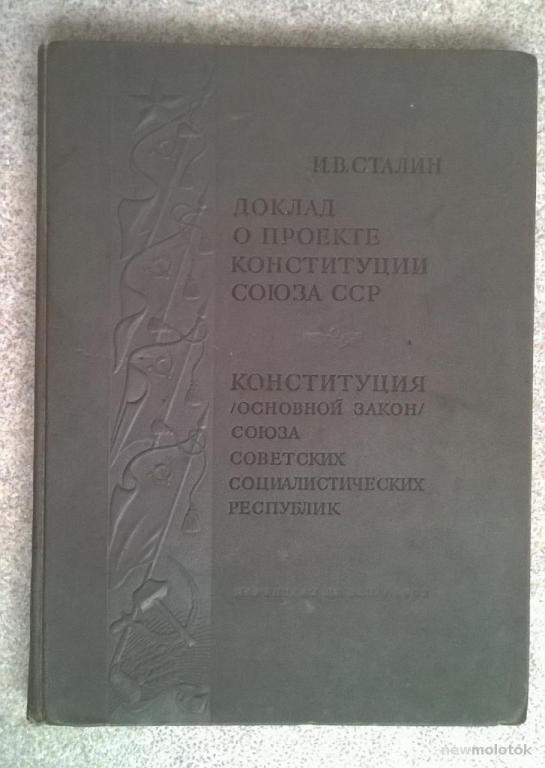 И.В.СТАЛИН
ДОКЛАД
О ПРОЕКТЕ
КОНСТИТУЦИИ
СОЮЗА ССР
КОНСТИТУЦИЯ
/ОСНОВНОЙ ЗАКОН/
СОЮЗА
СОВЕТСКИХ
СОЦИАЛИСТИЧЕСКИХ
РЕСПУБЛИК
newmolotok